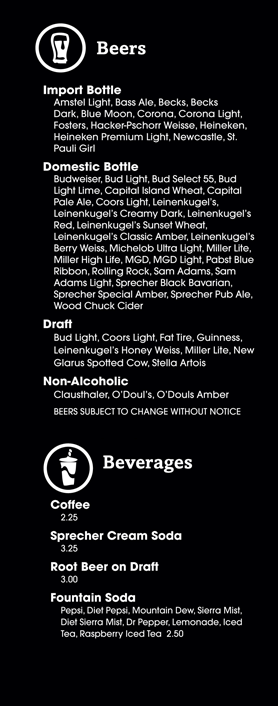 Beers
Import Bottle
Amstel Light, Bass Ale, Becks, Becks
Dark, Blue Moon, Corona, Corona Light,
Fosters, Hacker-Pschorr Weisse, Heineken,
Heineken Premium Light, Newcastle, St.
Pauli Girl
Domestic Bottle
Budweiser, Bud Light, Bud Select 55, Bud
Light Lime, Capital Island Wheat, Capital
Pale Ale, Coors Light, Leinenkugel's,
Leinenkugel's Creamy Dark, Leinenkugel's
Red, Leinenkugel's Sunset Wheat,
Leinenkugel's Classic Amber, Leinenkugel's
Berry Weiss, Michelob Ultra Light, Miller Lite,
Miller High Life, MGD, MGD Light, Pabst Blue
Ribbon, Rolling Rock, Sam Adams, Sam
Adams Light, Sprecher Black Bavarian,
Sprecher Special Amber, Sprecher Pub Ale,
Wood Chuck Cider
Draft
Bud Light, Coors Light, Fat Tire, Guinness,
Leinenkugel's Honey Weiss, Miller Lite, New
Glarus Spotted Cow, Stella Artois
Non-Alcoholic
Clausthaler, O'Doul's, O'Douls Amber
BEERS SUBJECT TO CHANGE WITHOUT NOTICE
Beverages
Coffee
2.25
Sprecher Cream Soda
3.25
Root Beer on Draft
3.00
Fountain Soda
Pepsi, Diet Pepsi, Mountain Dew, Sierra Mist,
Diet Sierra Mist, Dr Pepper, Lemonade, Iced
Tea, Raspberry Iced Tea 2.50